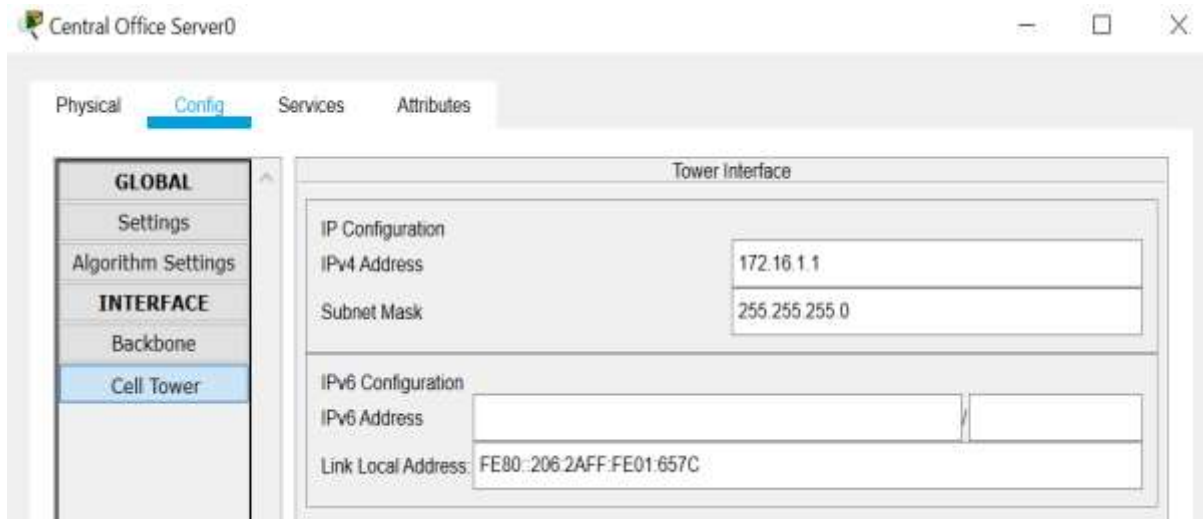 Central Office Server0
Physical Config Services Attributes
GLOBAL
Settings
Algorithm Settings
INTERFACE
Backbone
Cell Tower
Tower Interface
IP Configuration
IPv4 Address 172.16.1.1
Subnet Mask 255.255.255.0
IPv6 Configuration
IPv6 Address /
Link Local Address: FE80::206:2AFF:FE01:657C